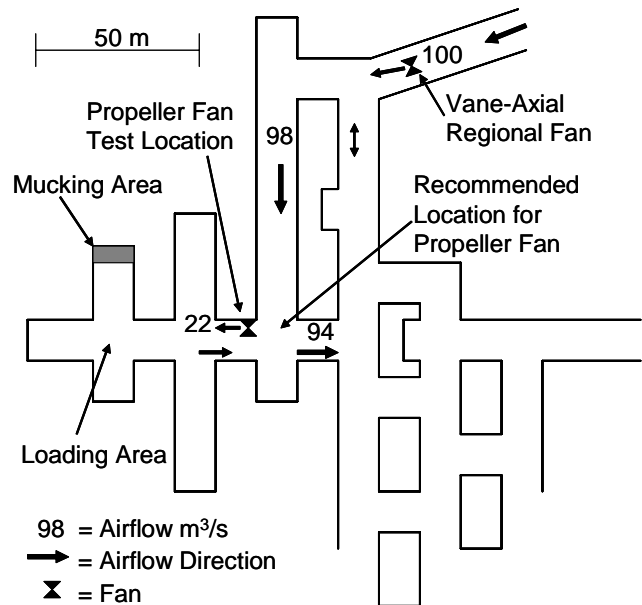 50 m
100
Propeller Fan
Test Location
Vane-Axial
Regional Fan
98
Mucking Area
Recommended
Location for
Propeller Fan
22
94
Loading Area
98 = Airflow m³/s
= Airflow Direction
= Fan